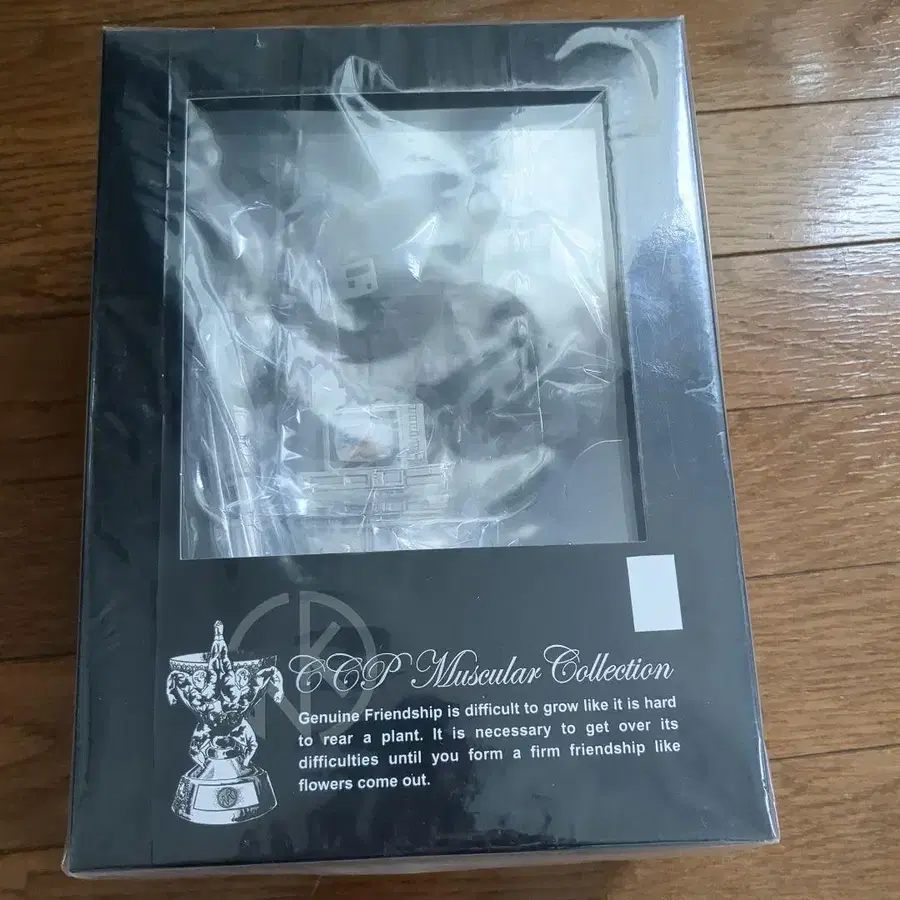 CCP Muscular Collection
Genuine Friendship is difficult to grow like it is hard
to rear a plant. It is necessary to get over its
difficulties until you form a firm friendship like
flowers come out.